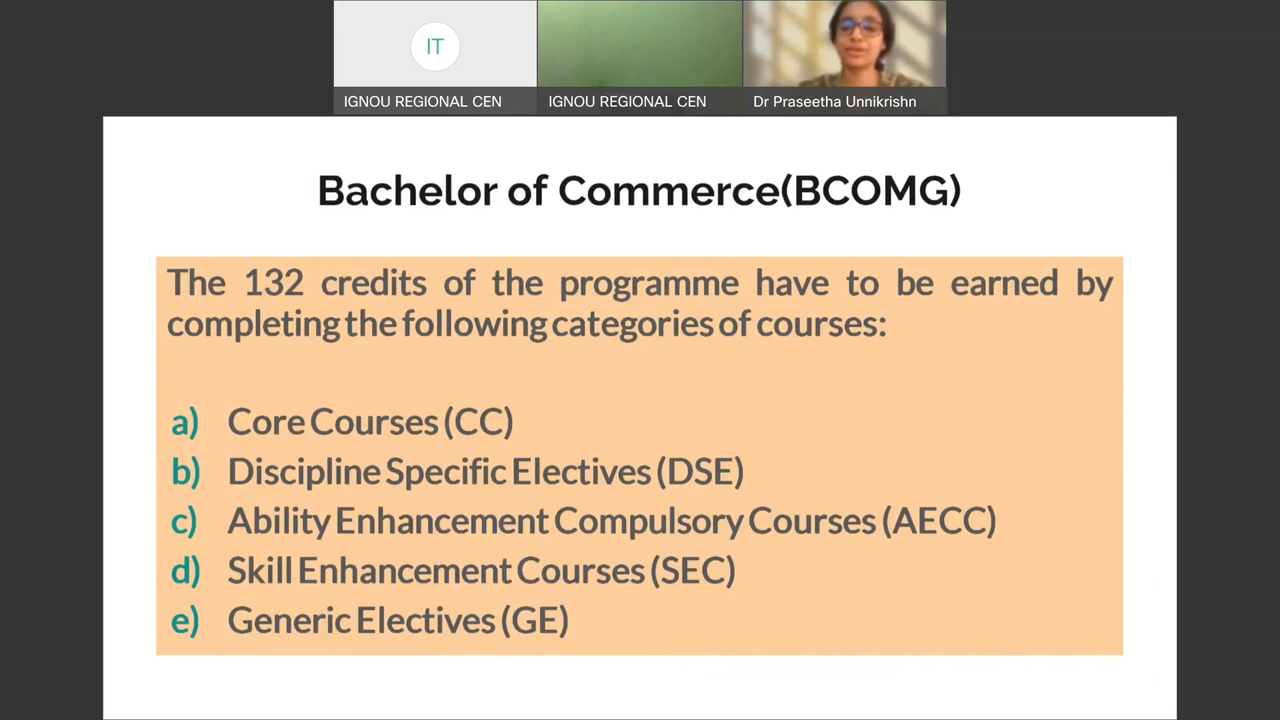 IT
IGNOU REGIONAL CEN
IGNOU REGIONAL CEN
Dr Praseetha Unnikrishn
Bachelor of Commerce(BCOMG)
The 132 credits of the programme have to be earned by
completing the following categories of courses:
a) Core Courses (CC)
b) Discipline Specific Electives (DSE)
c) Ability Enhancement Compulsory Courses (AECC)
d) Skill Enhancement Courses (SEC)
e) Generic Electives (GE)